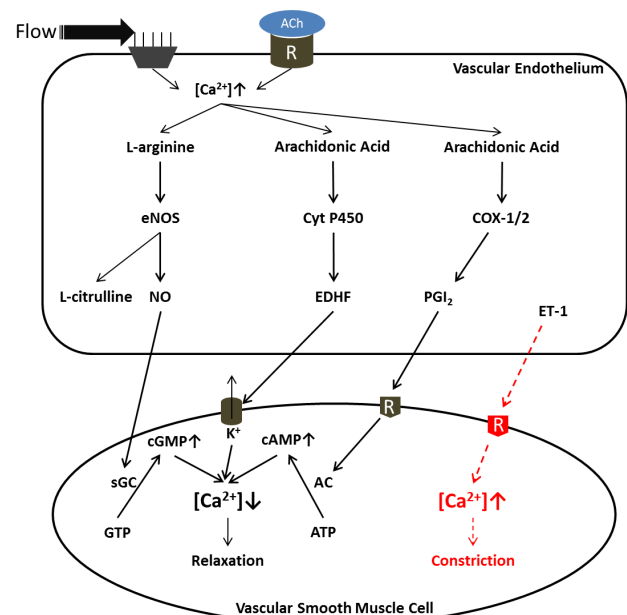 Flow
ACh
R
Vascular Endothelium
[Ca²⁺]↑
L-arginine
Arachidonic Acid
Arachidonic Acid
eNOS
Cyt P450
COX-1/2
L-citrulline
NO
EDHF
PGI₂
ET-1
R
R
K⁺
cGMP↑
cAMP↑
sGC
AC
[Ca²⁺]↓
[Ca²⁺]↑
GTP
ATP
Relaxation
Constriction
Vascular Smooth Muscle Cell